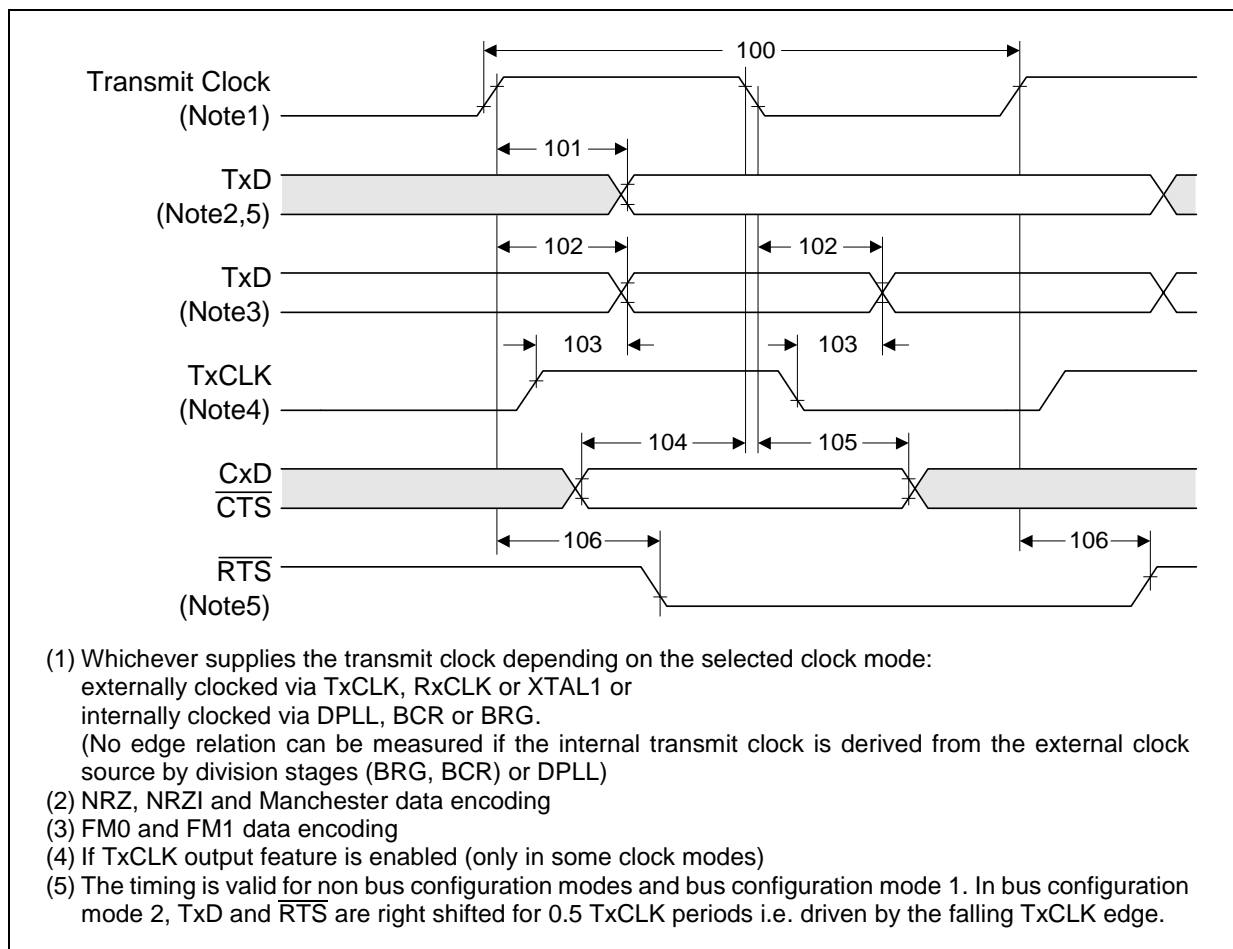 100
Transmit Clock
(Note1)
101
TxD
(Note2,5)
102 102
TxD
(Note3)
103 103
TxCLK
(Note4)
104 105
CxD
CTS
106 106
RTS
(Note5)
(1) Whichever supplies the transmit clock depending on the selected clock mode:
externally clocked via TxCLK, RxCLK or XTAL1 or
internally clocked via DPLL, BCR or BRG.
(No edge relation can be measured if the internal transmit clock is derived from the external clock
source by division stages (BRG, BCR) or DPLL)
(2) NRZ, NRZI and Manchester data encoding
(3) FM0 and FM1 data encoding
(4) If TxCLK output feature is enabled (only in some clock modes)
(5) The timing is valid for non bus configuration modes and bus configuration mode 1. In bus configuration
mode 2, TxD and RTS are right shifted for 0.5 TxCLK periods i.e. driven by the falling TxCLK edge.